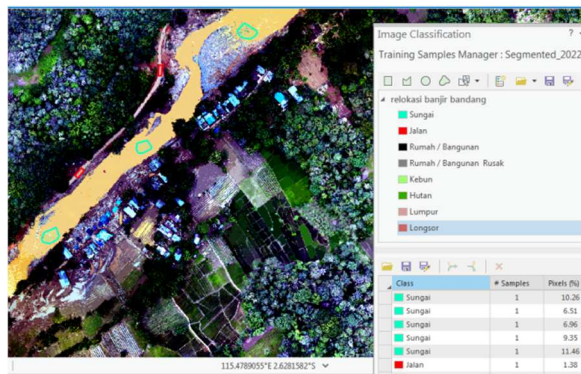 Image Classification ?
Training Samples Manager : Segmented_2022
relokasi banjir bandang
Sungai
Jalan
Rumah / Bangunan
Rumah / Bangunan Rusak
Kebun
Hutan
Lumpur
Longsor
Class # Samples Pixels (%)
Sungai 1 10.26
Sungai 1 6.51
Sungai 1 6.96
Sungai 1 9.35
Sungai 1 11.46
Jalan 1 1.38
115.4789055°E 2.6281582°S